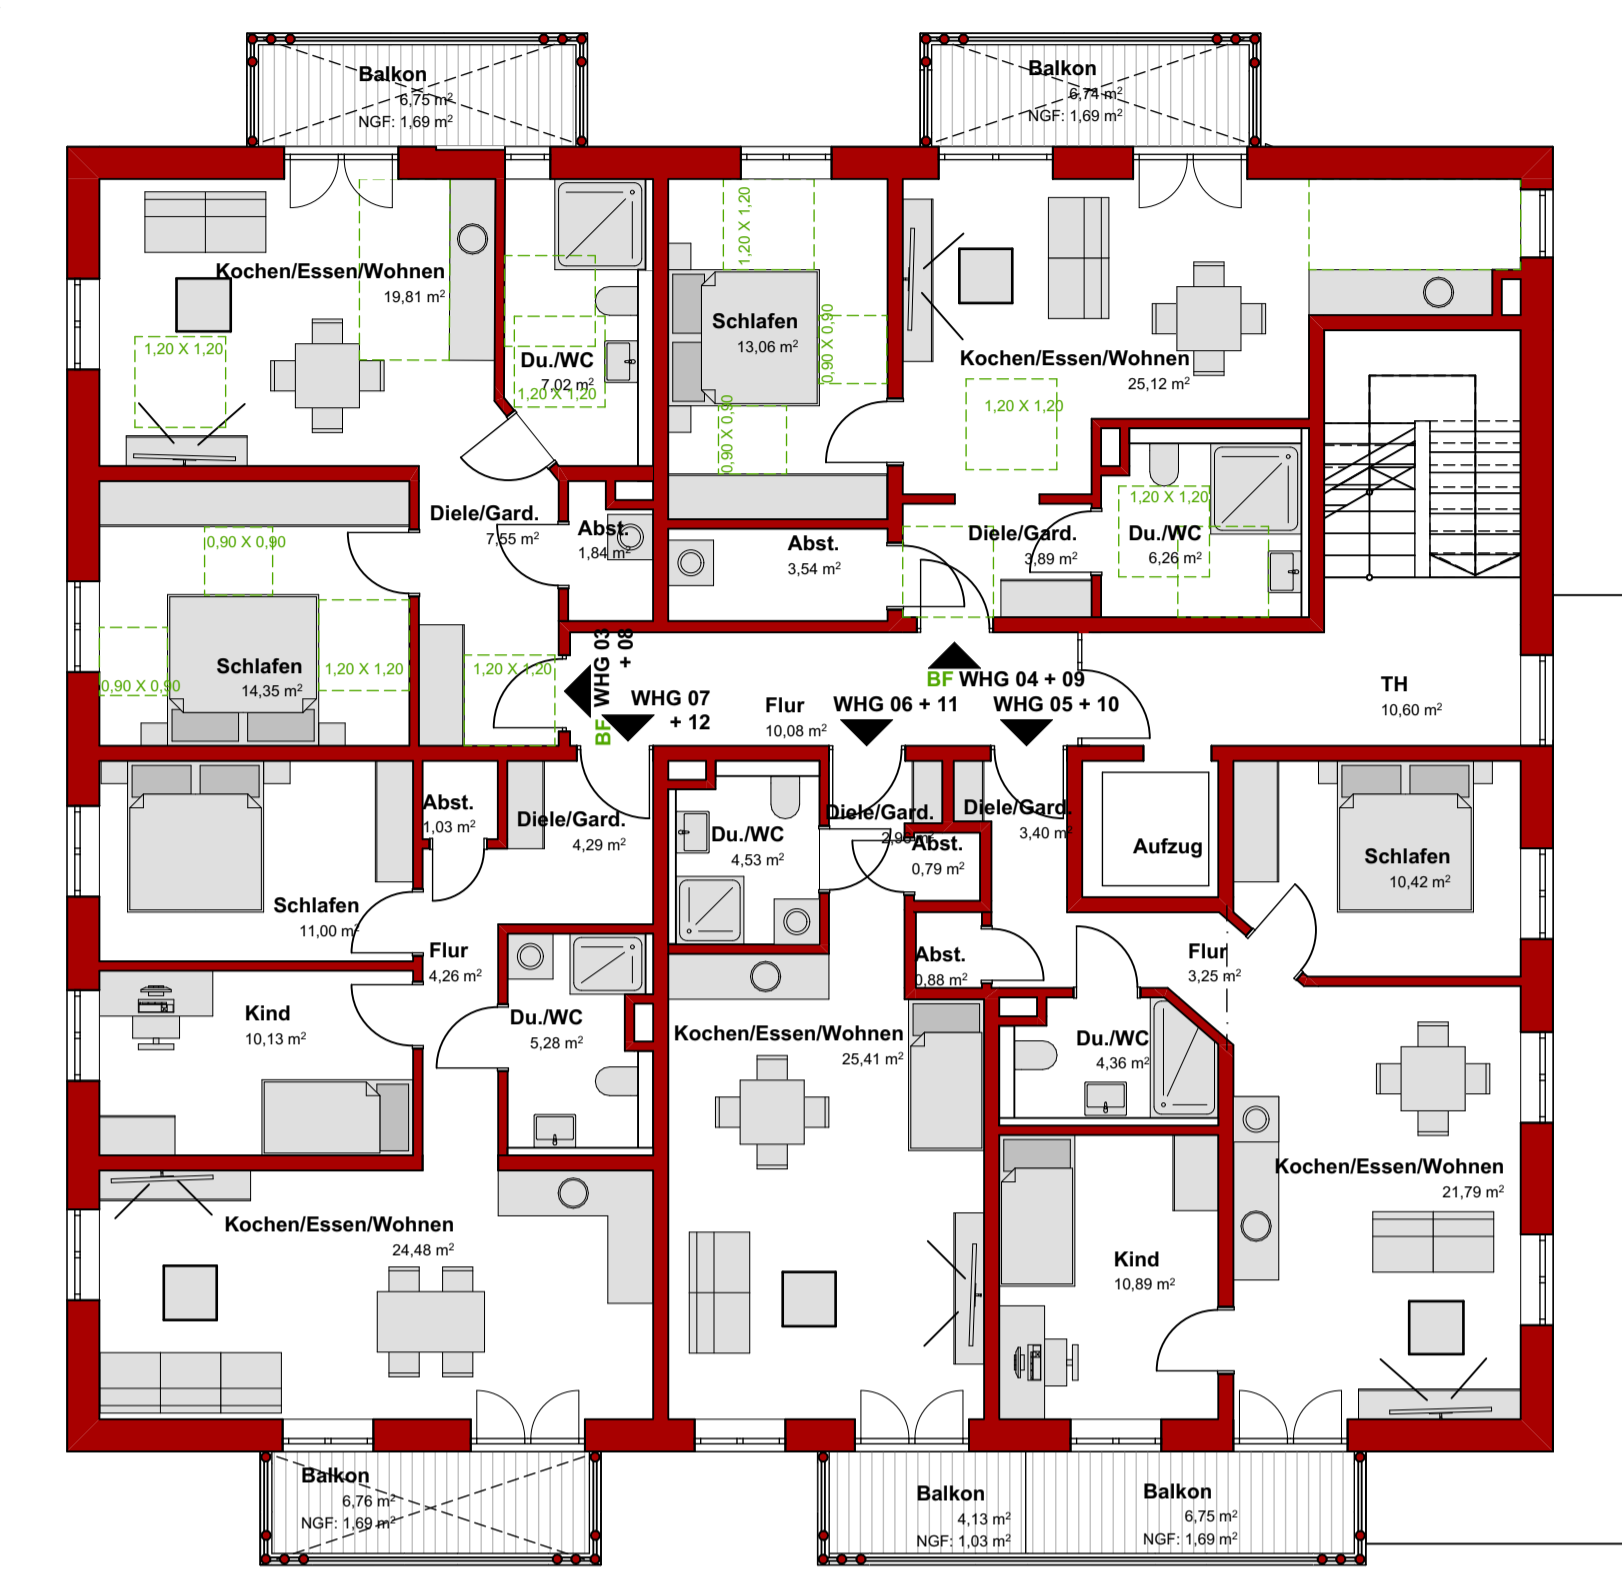 Balkon
6,75 m²
NGF: 1,69 m²
Balkon
6,74 m²
NGF: 1,69 m²
Kochen/Essen/Wohnen
19,81 m²
1,20 X 1,20
Du./WC
7,02 m²
1,20 X 1,20
1,20 X 1,20
Schlafen
13,06 m²
0,90 X 0,90
0,90 X 0,90
Kochen/Essen/Wohnen
25,12 m²
1,20 X 1,20
Diele/Gard.
7,55 m²
Abst.
1,84 m²
Abst.
3,54 m²
Diele/Gard.
3,89 m²
1,20 X 1,20
Du./WC
6,26 m²
0,90 X 0,90
Schlafen
14,35 m²
1,20 X 1,20
0,90 X 0,90
1,20 X 1,20
BF WHG 03
+ 08
WHG 07
+ 12
Flur
10,08 m²
BF WHG 04 + 09
WHG 06 + 11
WHG 05 + 10
TH
10,60 m²
Abst.
1,03 m²
Diele/Gard.
4,29 m²
Schlafen
11,00 m²
Flur
4,26 m²
Du./WC
4,53 m²
Diele/Gard.
Abst.
0,79 m²
Diele/Gard.
3,40 m²
Aufzug
Schlafen
10,42 m²
Abst.
0,88 m²
Flur
3,25 m²
Kind
10,13 m²
Du./WC
5,28 m²
Kochen/Essen/Wohnen
25,41 m²
Du./WC
4,36 m²
Kochen/Essen/Wohnen
24,48 m²
Kind
10,89 m²
Kochen/Essen/Wohnen
21,79 m²
Balkon
6,76 m²
NGF: 1,69 m²
Balkon
4,13 m²
NGF: 1,03 m²
Balkon
6,75 m²
NGF: 1,69 m²